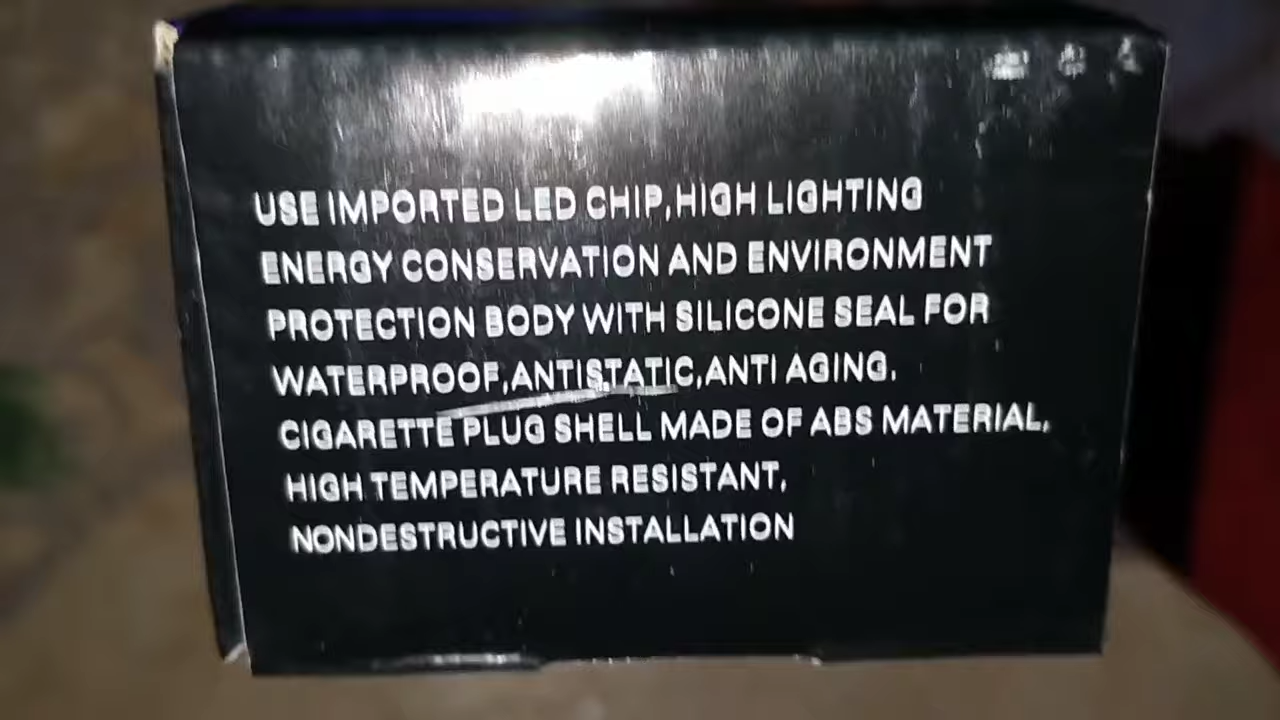 USE IMPORTED LED CHIP,HIGH LIGHTING
ENERGY CONSERVATION AND ENVIRONMENT
PROTECTION BODY WITH SILICONE SEAL FOR
WATERPROOF,ANTISTATIC,ANTI AGING.
CIGARETTE PLUG SHELL MADE OF ABS MATERIAL,
HIGH TEMPERATURE RESISTANT,
NONDESTRUCTIVE INSTALLATION